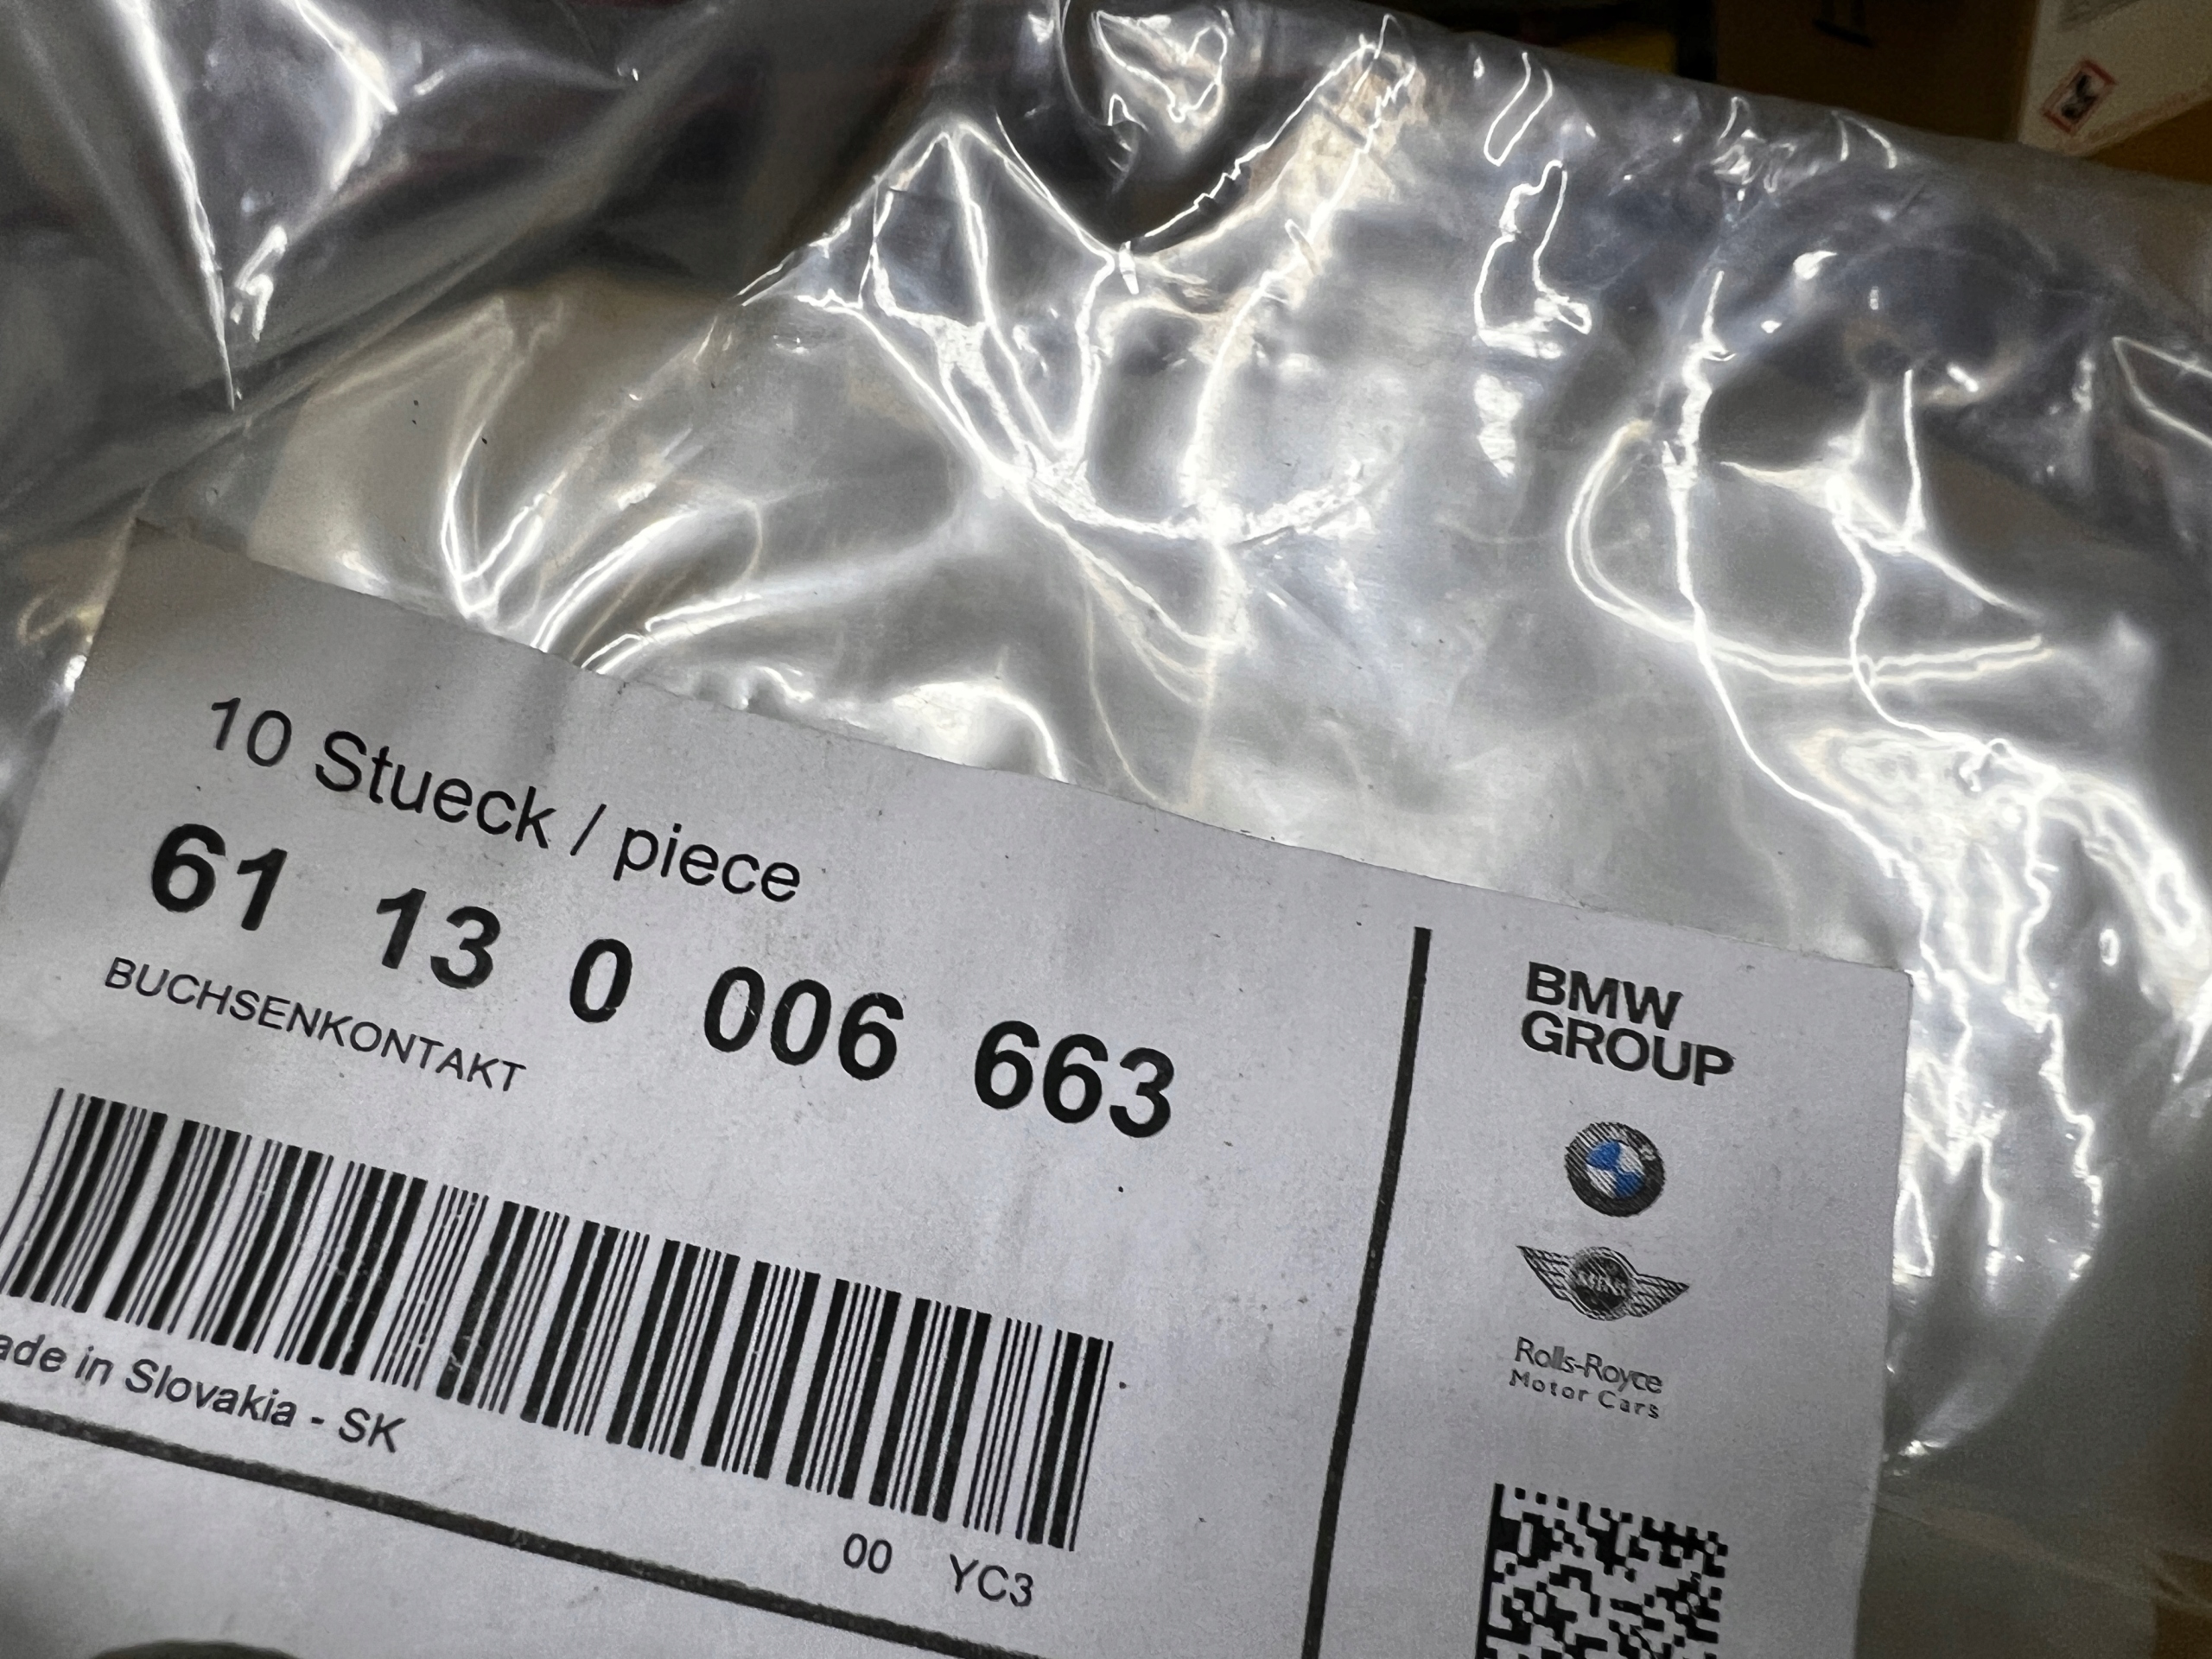 10 Stueck / piece
61 13 0 006 663
BUCHSENKONTAKT
ade in Slovakia - SK
00 YC3
BMW
GROUP
MINI
Rolls-Royce
Motor Cars